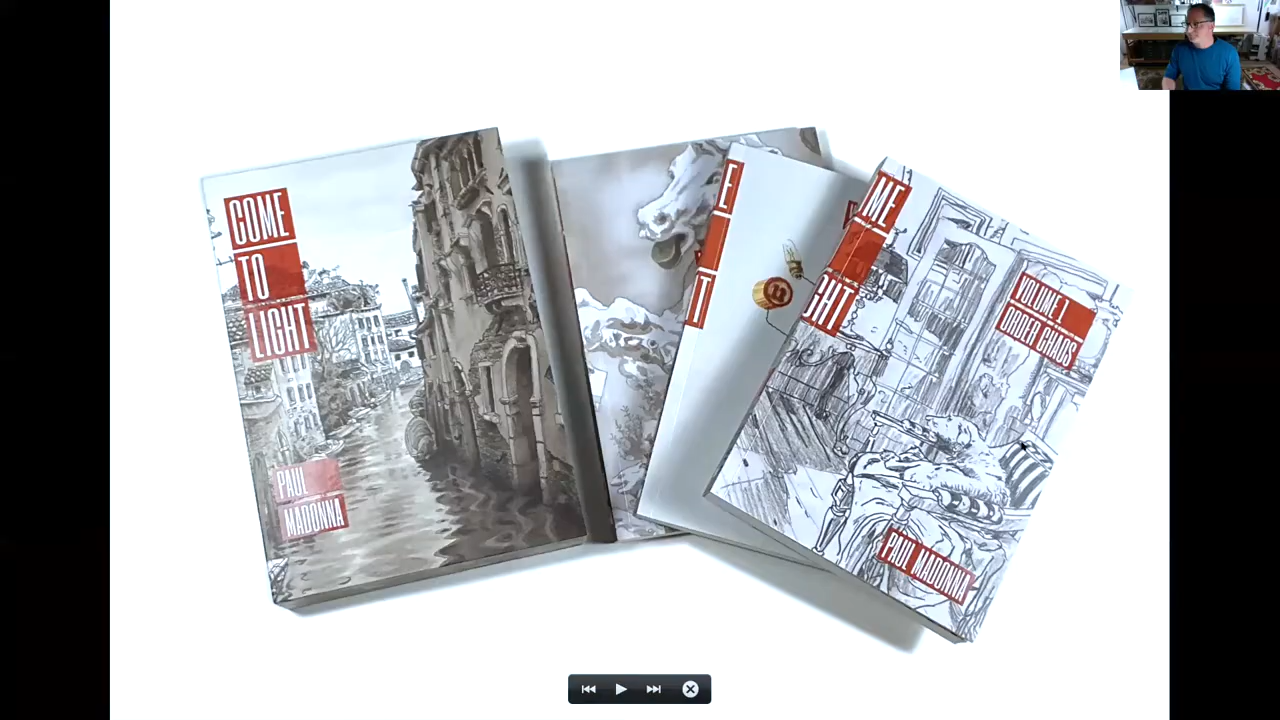 COME
TO
LIGHT
PAUL
MADONNA
E
T
ME
GHT
VOLUME 1
ORDER CHAOS
PAUL MADONNA